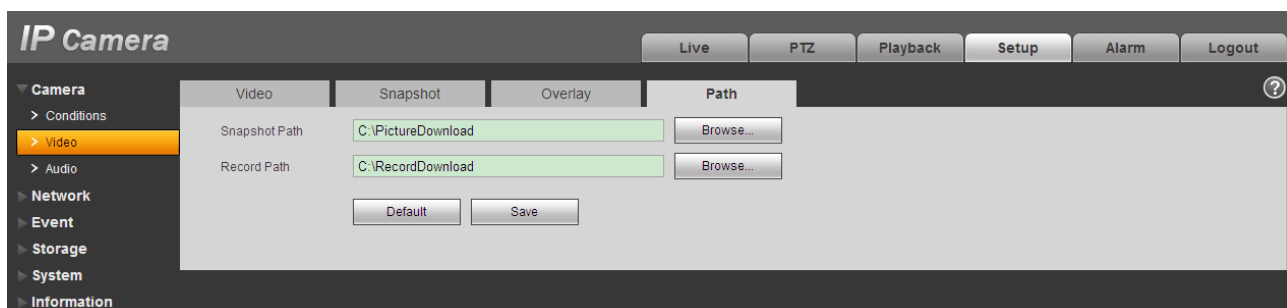 IP Camera
Live PTZ Playback Setup Alarm Logout
Camera
> Conditions
> Video
> Audio
Network
Event
Storage
System
Information
Video Snapshot Overlay Path
?
Snapshot Path C:\PictureDownload Browse...
Record Path C:\RecordDownload Browse...
Default Save